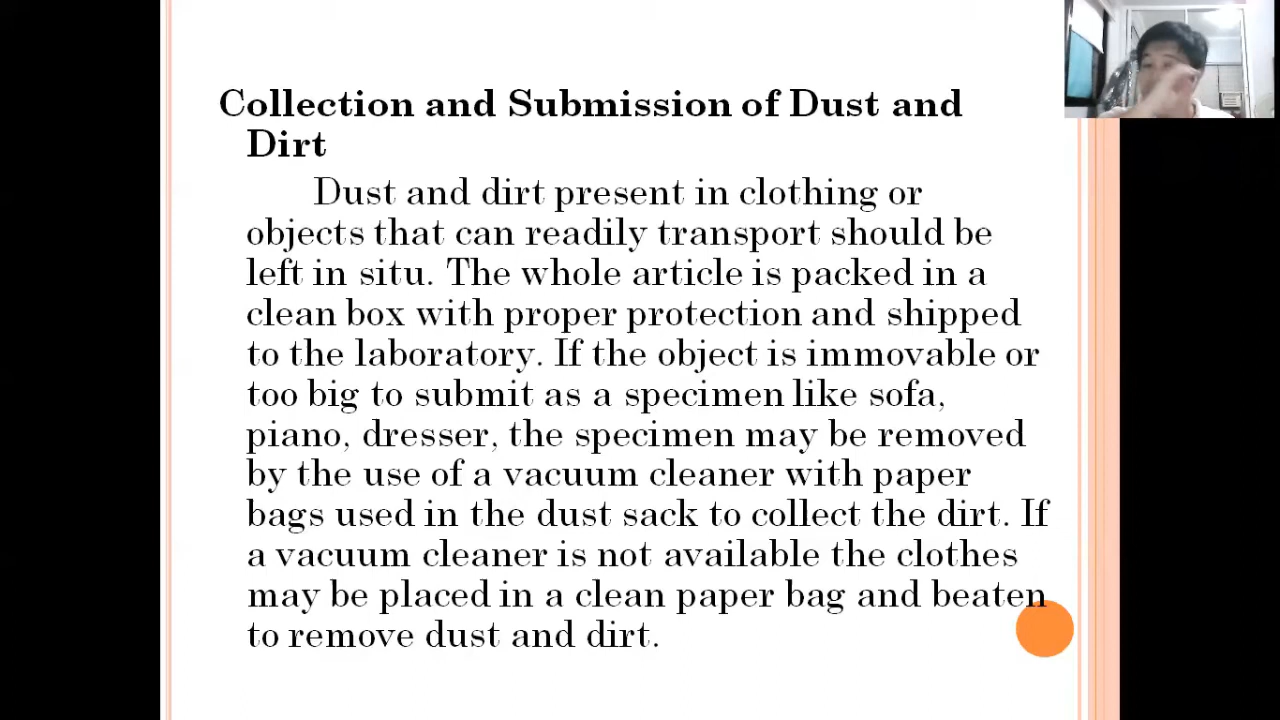 Collection and Submission of Dust and
Dirt
Dust and dirt present in clothing or
objects that can readily transport should be
left in situ. The whole article is packed in a
clean box with proper protection and shipped
to the laboratory. If the object is immovable or
too big to submit as a specimen like sofa,
piano, dresser, the specimen may be removed
by the use of a vacuum cleaner with paper
bags used in the dust sack to collect the dirt. If
a vacuum cleaner is not available the clothes
may be placed in a clean paper bag and beaten
to remove dust and dirt.